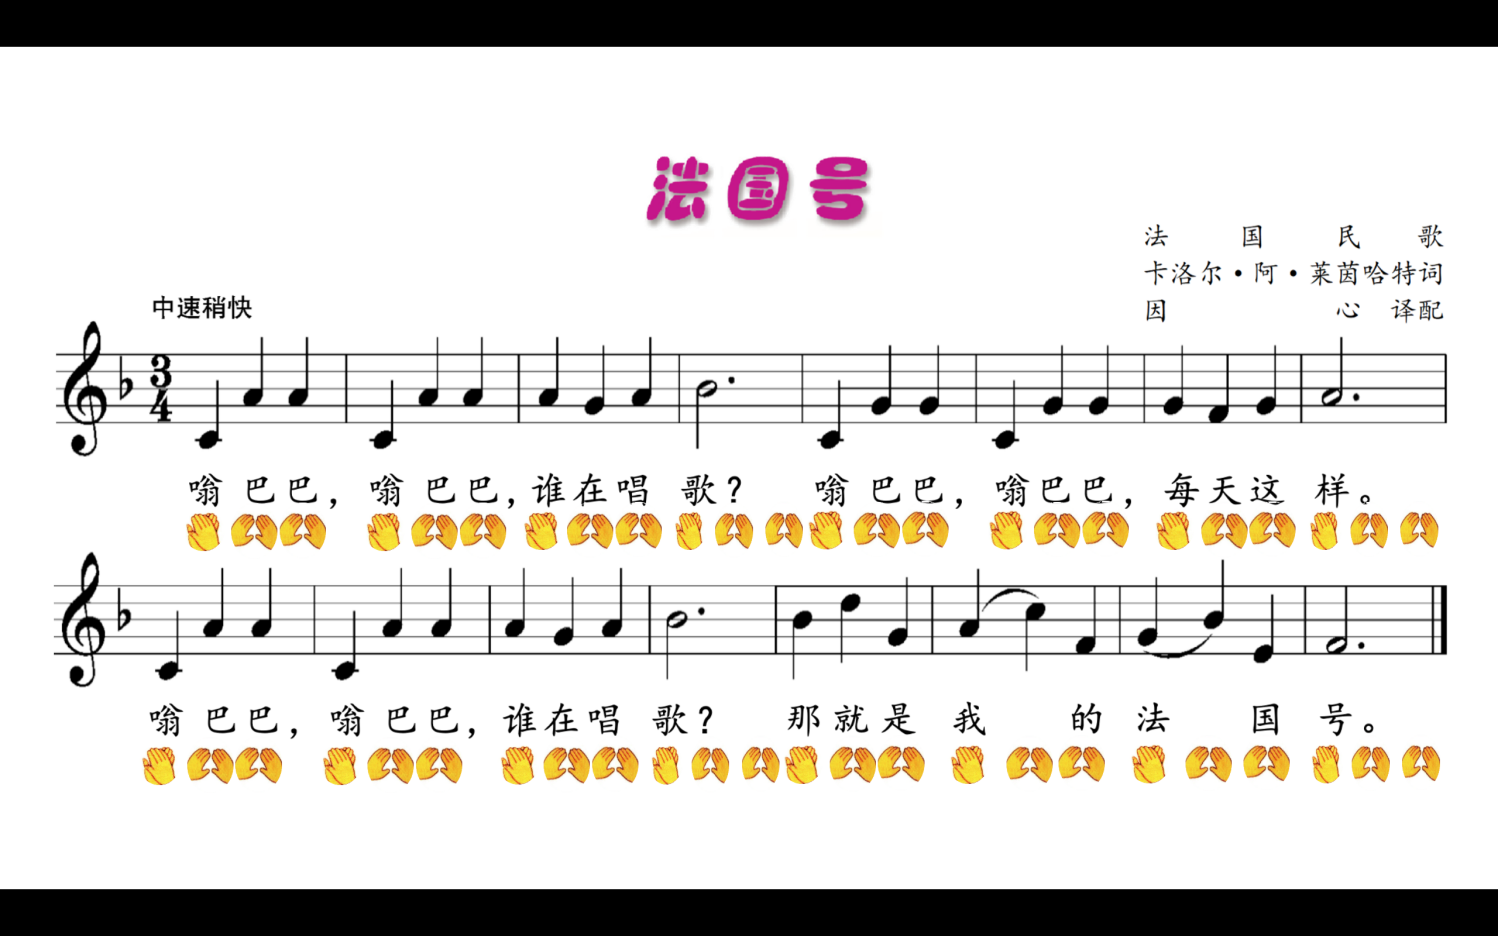 法国号
法国民歌
卡洛尔·阿·莱茵哈特词
中速稍快
因心 译配
3
4
嗡巴巴，嗡巴巴，谁在唱歌？ 嗡巴巴，嗡巴巴，每天这样。
嗡巴巴，嗡巴巴，谁在唱歌？ 那就是我的法国号。